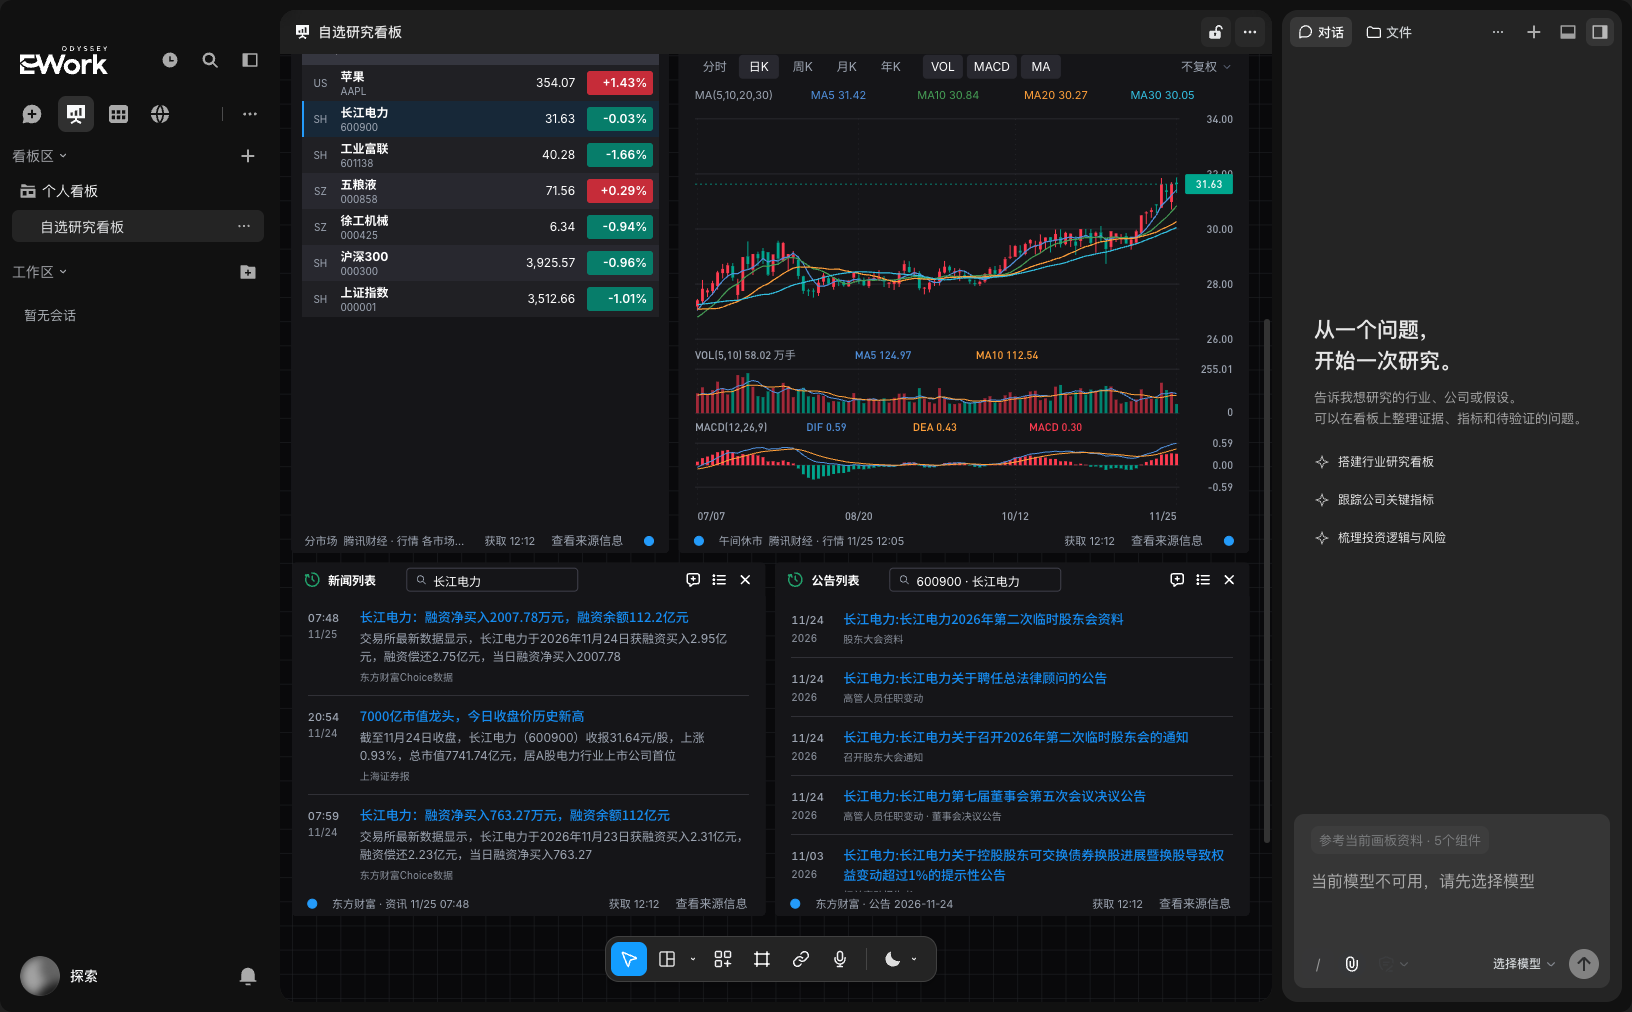 ODYSSEY
EWork
看板区
个人看板
自选研究看板
工作区
暂无会话
探索
自选研究看板
US 苹果 AAPL 354.07 +1.43%
SH 长江电力 600900 31.63 -0.03%
SH 工业富联 601138 40.28 -1.66%
SZ 五粮液 000858 71.56 +0.29%
SZ 徐工机械 000425 6.34 -0.94%
SH 沪深300 000300 3,925.57 -0.96%
SH 上证指数 000001 3,512.66 -1.01%
分市场 腾讯财经 · 行情 各市场... 获取 12:12 查看来源信息
分时 日K 周K 月K 年K VOL MACD MA 不复权
MA(5,10,20,30) MA5 31.42 MA10 30.84 MA20 30.27 MA30 30.05
34.00
32.00
31.63
30.00
28.00
26.00
VOL(5,10) 58.02 万手 MA5 124.97 MA10 112.54
255.01
0
MACD(12,26,9) DIF 0.59 DEA 0.43 MACD 0.30
0.59
0.00
-0.59
07/07 08/20 10/12 11/25
午间休市 腾讯财经 · 行情 11/25 12:05 获取 12:12 查看来源信息
新闻列表 长江电力
07:48 长江电力：融资净买入2007.78万元，融资余额112.2亿元
11/25 交易所最新数据显示，长江电力于2026年11月24日获融资买入2.95亿
元，融资偿还2.75亿元，当日融资净买入2007.78
东方财富Choice数据
20:54 7000亿市值龙头，今日收盘价历史新高
11/24 截至11月24日收盘，长江电力（600900）收报31.64元/股，上涨
0.93%，总市值7741.74亿元，居A股电力行业上市公司首位
上海证券报
07:59 长江电力：融资净买入763.27万元，融资余额112亿元
11/24 交易所最新数据显示，长江电力于2026年11月23日获融资买入2.31亿元，
融资偿还2.23亿元，当日融资净买入763.27
东方财富Choice数据
东方财富 · 资讯 11/25 07:48 获取 12:12 查看来源信息
公告列表 600900 · 长江电力
11/24 长江电力:长江电力2026年第二次临时股东会资料
2026 股东大会资料
11/24 长江电力:长江电力关于聘任总法律顾问的公告
2026 高管人员任职变动
11/24 长江电力:长江电力关于召开2026年第二次临时股东会的通知
2026 召开股东大会通知
11/24 长江电力:长江电力第七届董事会第五次会议决议公告
2026 高管人员任职变动 · 董事会决议公告
11/03 长江电力:长江电力关于控股股东可交换债券换股进展暨换股导致权
2026 益变动超过1%的提示性公告
东方财富 · 公告 2026-11-24 获取 12:12 查看来源信息
对话 文件
从一个问题，
开始一次研究。
告诉我想研究的行业、公司或假设。
可以在看板上整理证据、指标和待验证的问题。
搭建行业研究看板
跟踪公司关键指标
梳理投资逻辑与风险
参考当前画板资料 · 5个组件
当前模型不可用，请先选择模型
/ 选择模型